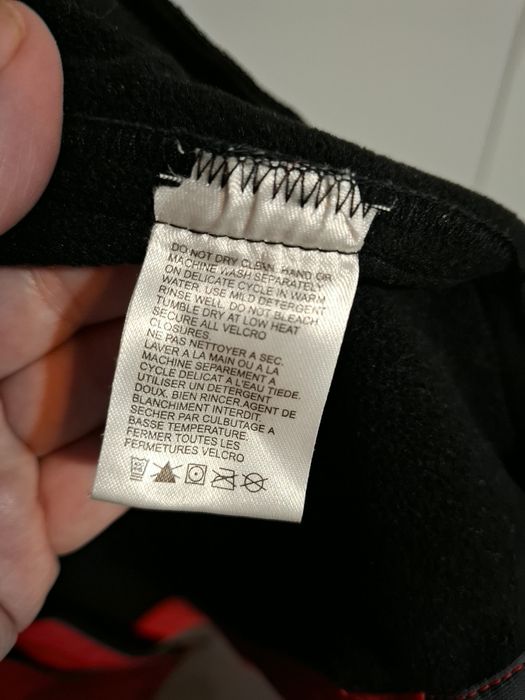 DO NOT DRY CLEAN. HAND OR
MACHINE WASH SEPARATELY
ON DELICATE CYCLE IN WARM
WATER. USE MILD DETERGENT
RINSE WELL. DO NOT BLEACH
TUMBLE DRY AT LOW HEAT
SECURE ALL VELCRO
CLOSURES
NE PAS NETTOYER A SEC.
LAVER A LA MAIN OU A LA
MACHINE SEPAREMENT A
CYCLE DELICAT A L'EAU TIEDE.
UTILISER UN DETERGENT
DOUX. BIEN RINCER.AGENT DE
BLANCHIMENT INTERDIT.
SECHER PAR CULBUTAGE A
BASSE TEMPERATURE.
FERMER TOUTES LES
FERMETURES VELCRO